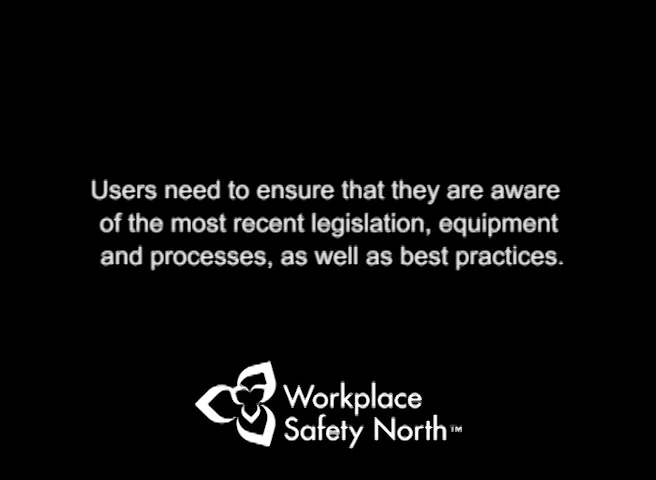 Users need to ensure that they are aware
of the most recent legislation, equipment
and processes, as well as best practices.
Workplace
Safety North™